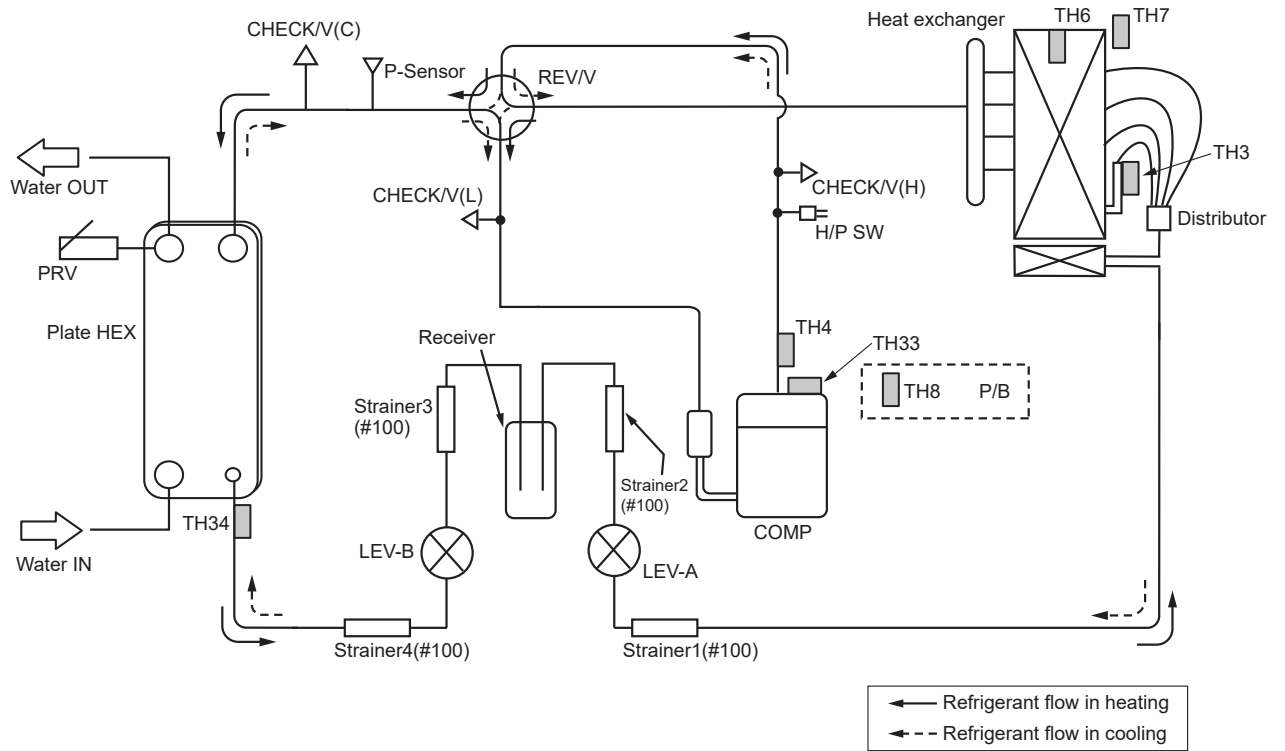 Heat exchanger
TH6
TH7
CHECK/V(C)
P-Sensor
REV/V
TH3
Water OUT
CHECK/V(L)
CHECK/V(H)
Distributor
H/P SW
PRV
Plate HEX
Receiver
TH4
TH33
Strainer3
(#100)
TH8
P/B
Strainer2
(#100)
TH34
COMP
Water IN
LEV-B
LEV-A
Strainer4(#100)
Strainer1(#100)
Refrigerant flow in heating
Refrigerant flow in cooling